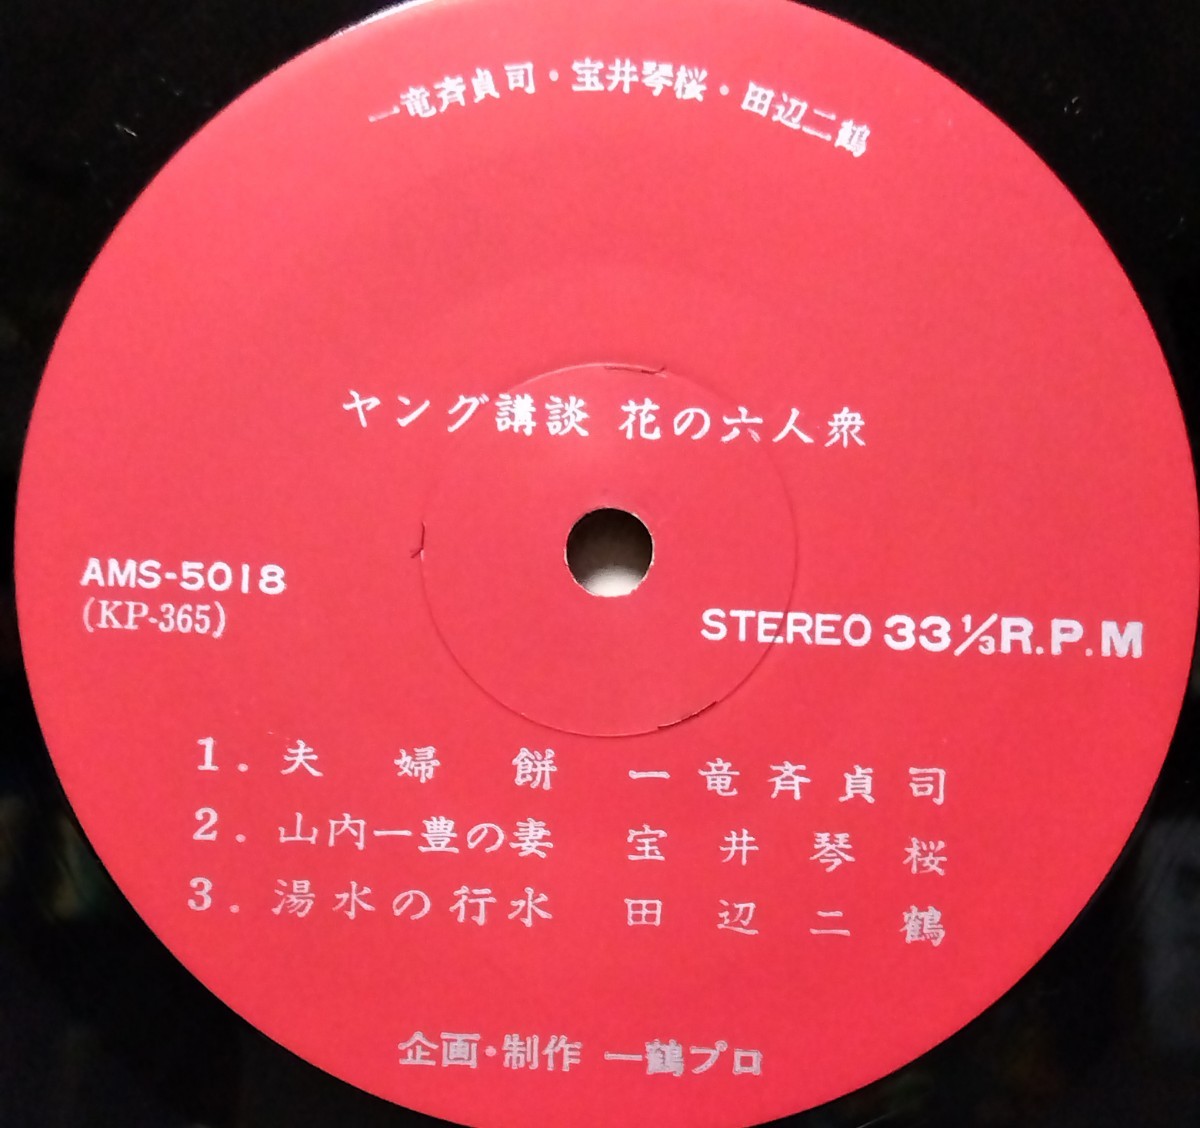 一竜斉貞司・宝井琴桜・田辺二鶴
ヤング講談 花の六人衆
AMS-5018
(KP-365)
STEREO 33 1/3 R.P.M
1. 夫婦餅 一竜斉貞司
2. 山内一豊の妻 宝井琴桜
3. 湯水の行水 田辺二鶴
企画・制作 一鶴プロ